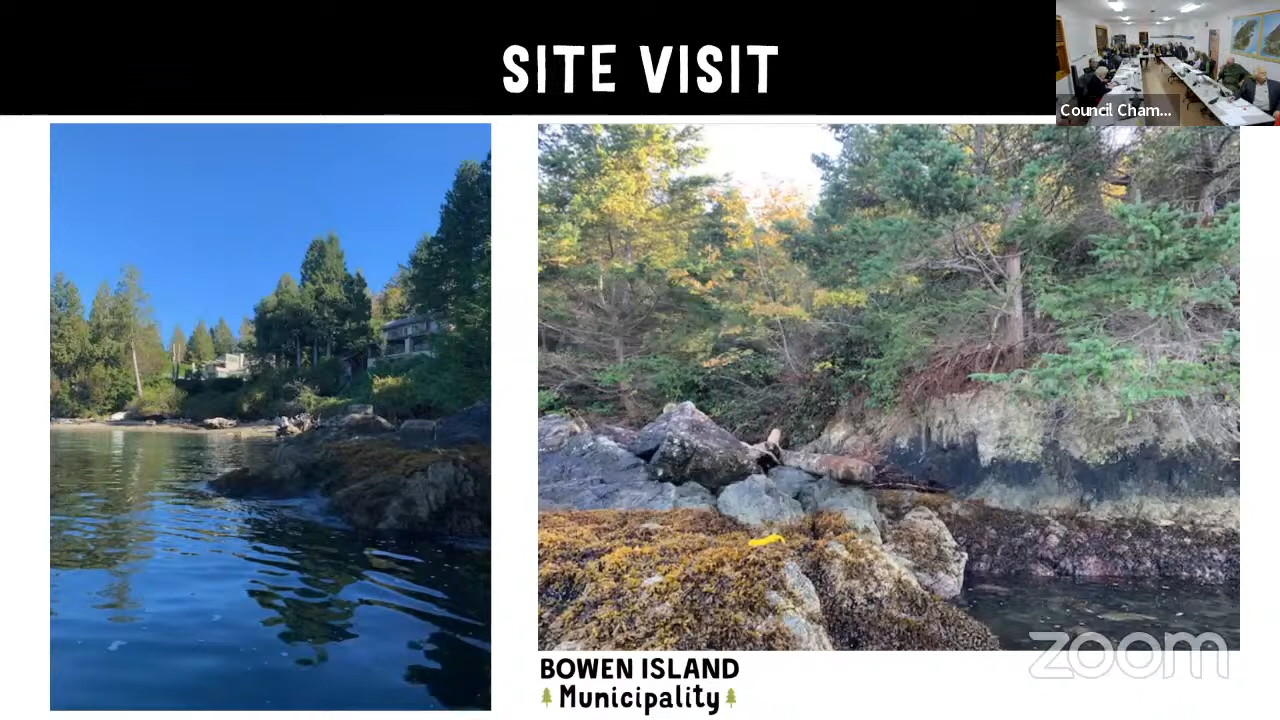 SITE VISIT
Council Cham...
BOWEN ISLAND
Municipality
zoom